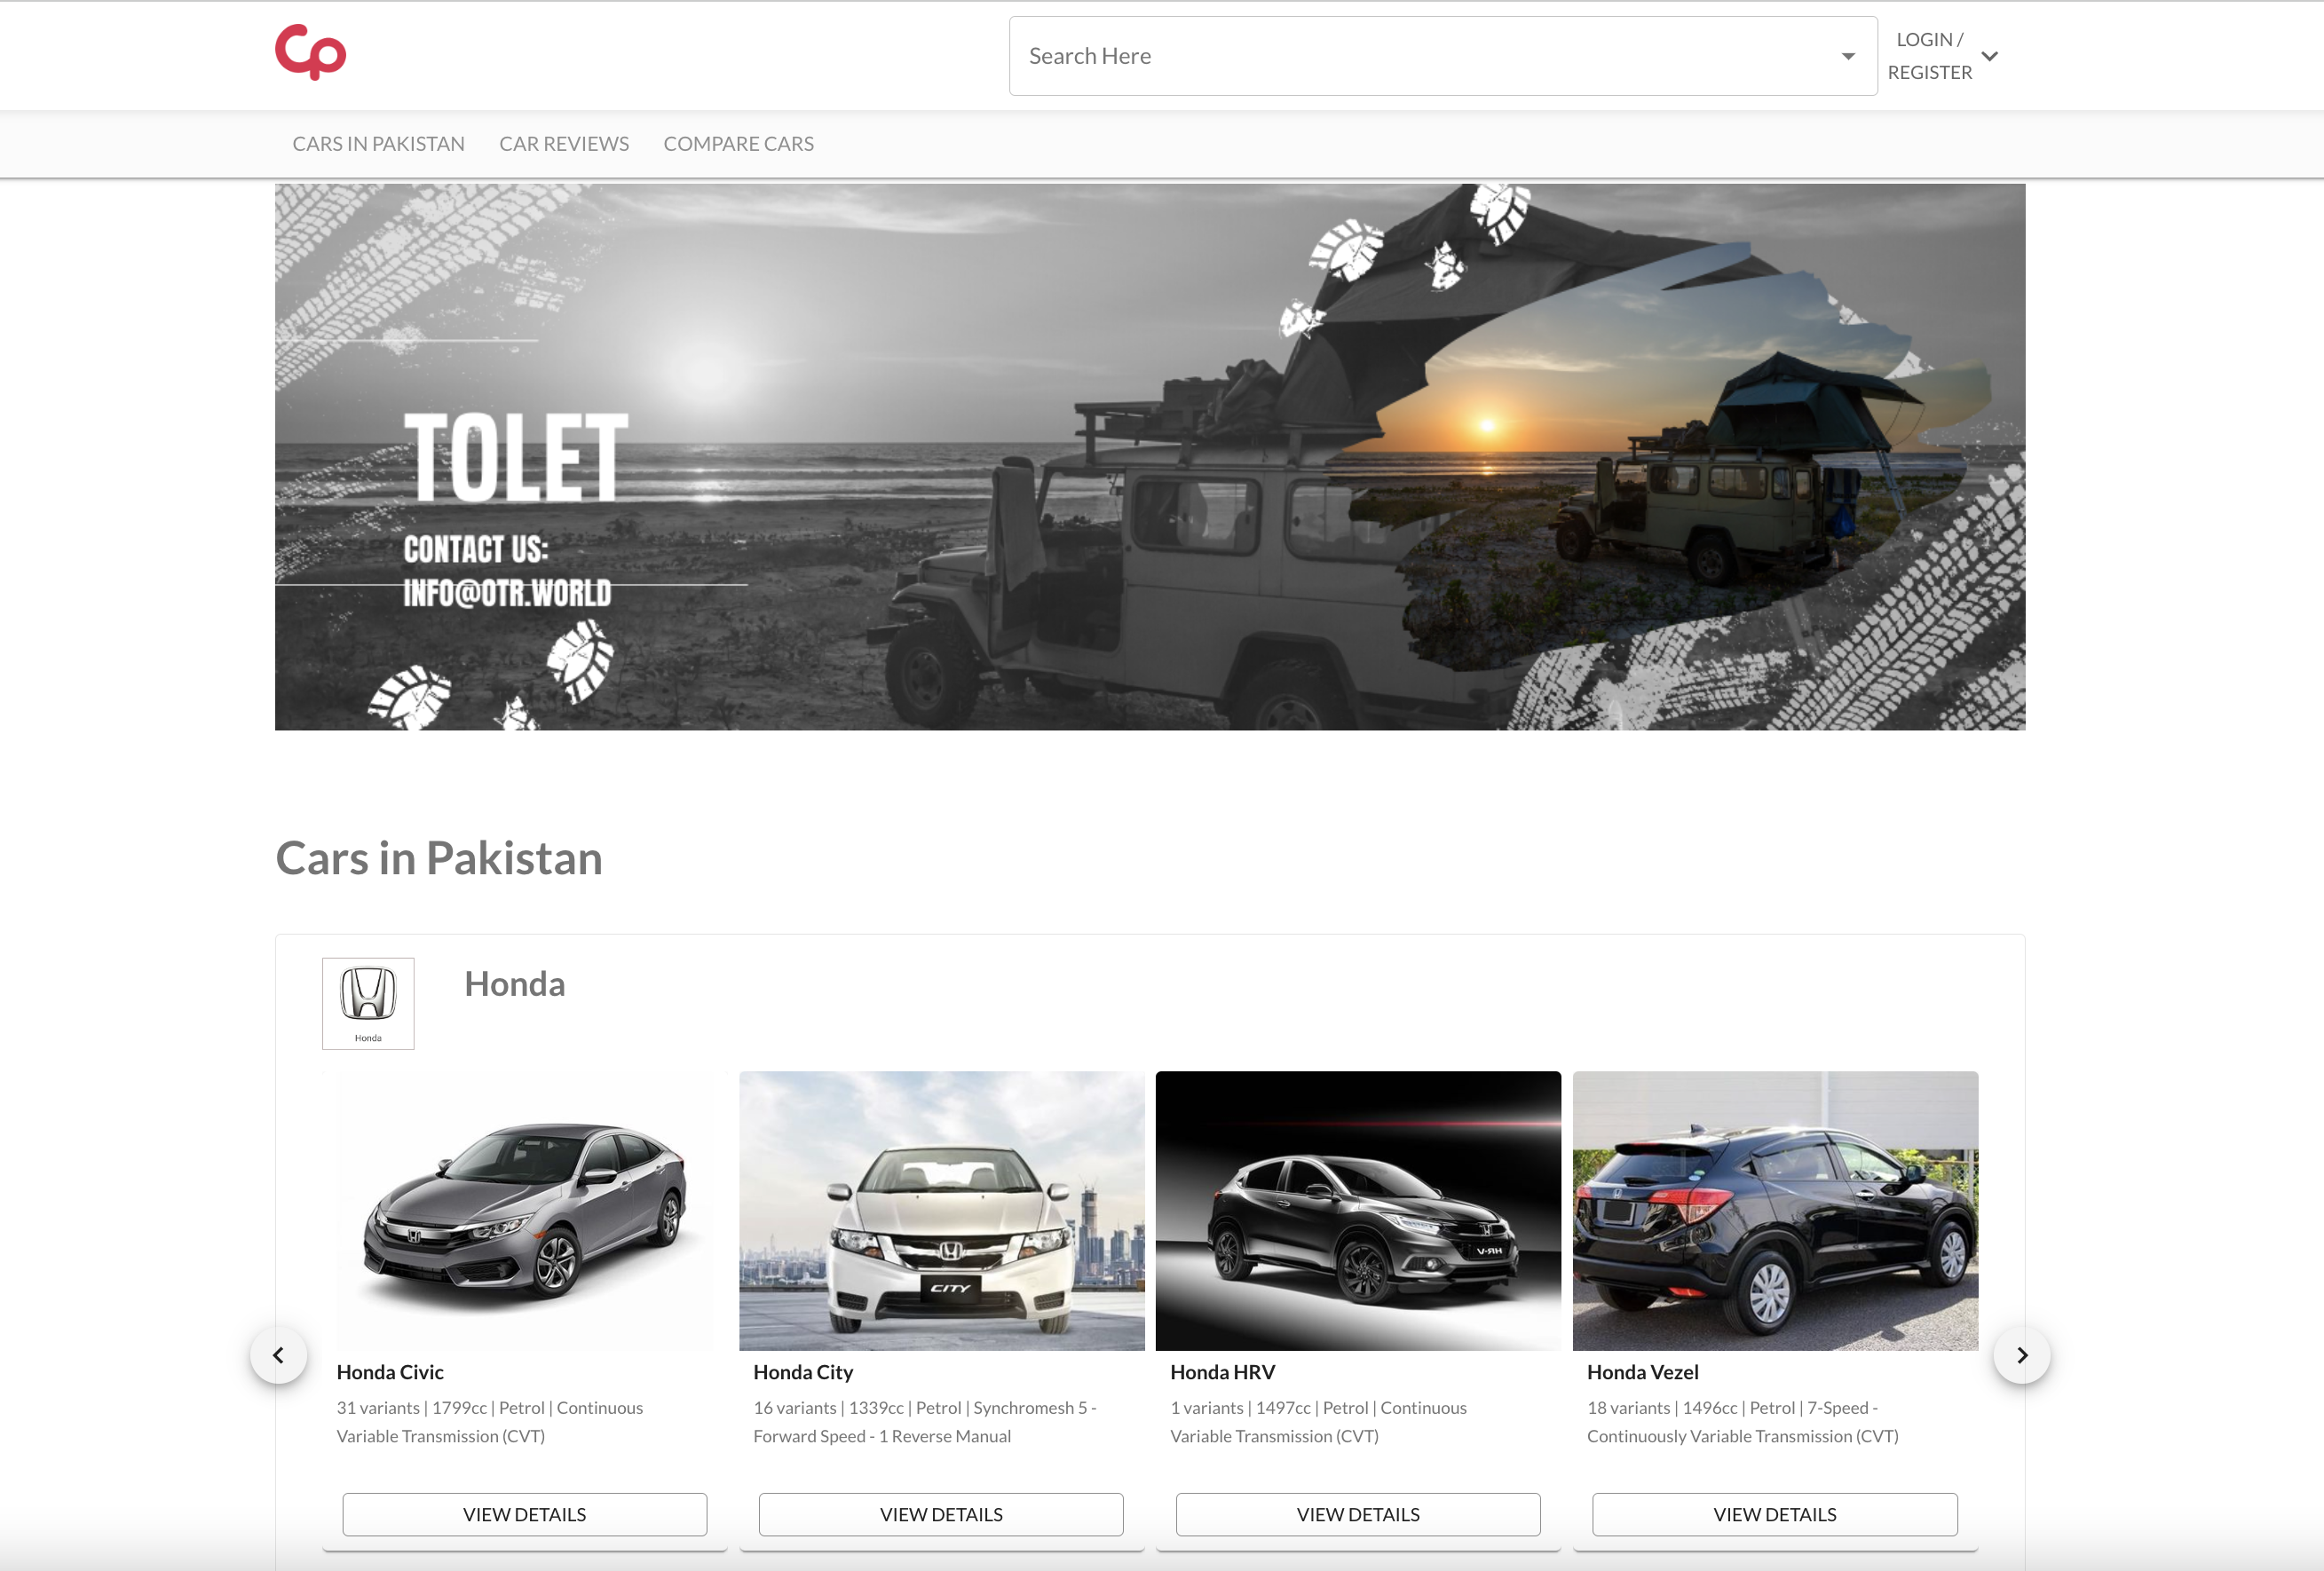 Cp
Search Here
LOGIN /
REGISTER
CARS IN PAKISTAN
CAR REVIEWS
COMPARE CARS
TOLET
CONTACT US:
INFO@OTR.WORLD
Cars in Pakistan
Honda
Honda
CITY
Honda Civic
31 variants | 1799cc | Petrol | Continuous
Variable Transmission (CVT)
VIEW DETAILS
Honda City
16 variants | 1339cc | Petrol | Synchromesh 5 -
Forward Speed - 1 Reverse Manual
VIEW DETAILS
Honda HRV
1 variants | 1497cc | Petrol | Continuous
Variable Transmission (CVT)
VIEW DETAILS
Honda Vezel
18 variants | 1496cc | Petrol | 7-Speed -
Continuously Variable Transmission (CVT)
VIEW DETAILS